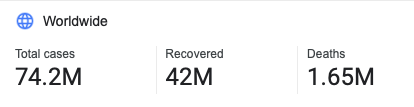 Worldwide
Total cases Recovered Deaths
74.2M 42M 1.65M